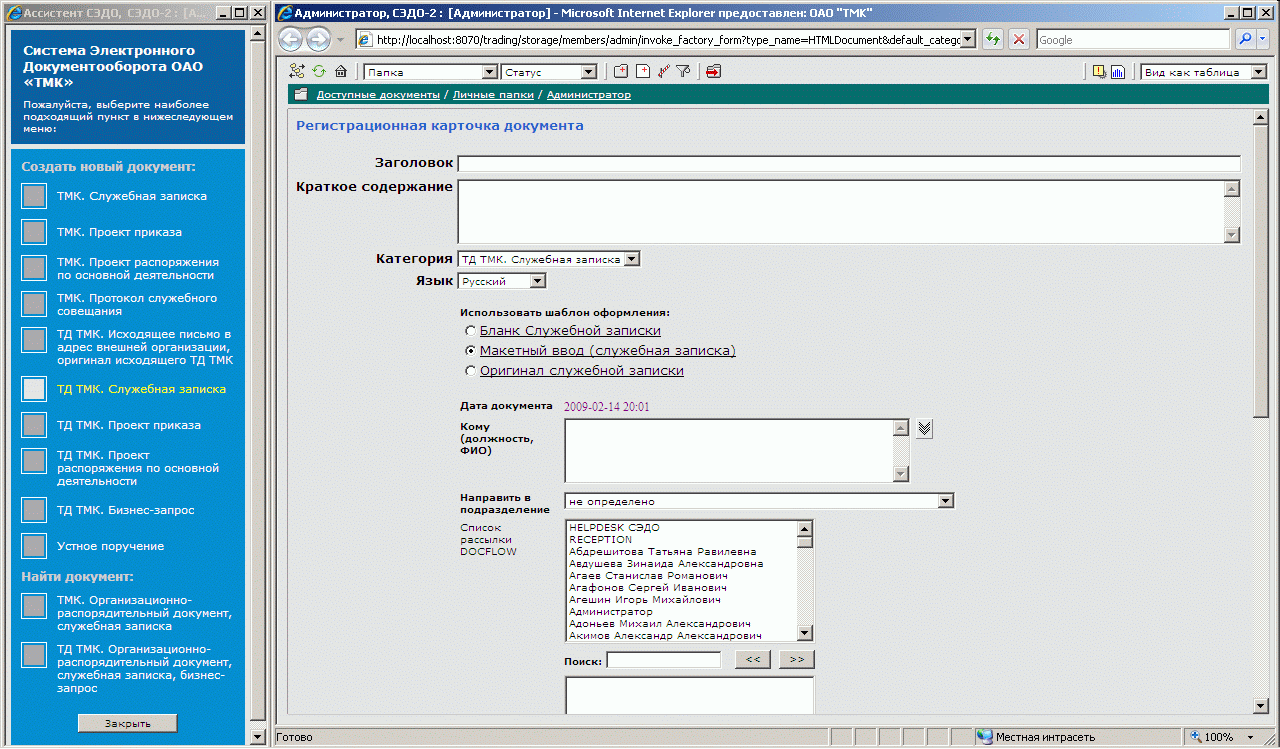 Ассистент СЭДО, СЭДО-2 : [А...
Система Электронного
Документооборота ОАО
«ТМК»
Пожалуйста, выберите наиболее
подходящий пункт в нижеследующем
меню:
Создать новый документ:
ТМК. Служебная записка
ТМК. Проект приказа
ТМК. Проект распоряжения
по основной деятельности
ТМК. Протокол служебного
совещания
ТД ТМК. Исходящее письмо в
адрес внешней организации,
оригинал исходящего ТД ТМК
ТД ТМК. Служебная записка
ТД ТМК. Проект приказа
ТД ТМК. Проект
распоряжения по основной
деятельности
ТД ТМК. Бизнес-запрос
Устное поручение
Найти документ:
ТМК. Организационно-
распорядительный документ,
служебная записка
ТД ТМК. Организационно-
распорядительный документ,
служебная записка, бизнес-
запрос
Закрыть
Администратор, СЭДО-2 : [Администратор] - Microsoft Internet Explorer предоставлен: ОАО "ТМК"
http://localhost:8070/trading/storage/members/admin/invoke_factory_form?type_name=HTMLDocument&default_catego
Google
Папка
Статус
Вид как таблица
Доступные документы / Личные папки / Администратор
Регистрационная карточка документа
Заголовок
Краткое содержание
Категория ТД ТМК. Служебная записка
Язык Русский
Использовать шаблон оформления:
Бланк Служебной записки
Макетный ввод (служебная записка)
Оригинал служебной записки
Дата документа 2009-02-14 20:01
Кому
(должность,
ФИО)
Направить в
подразделение
не определено
Список
рассылки
DOCFLOW
HELPDESK СЭДО
RECEPTION
Абдрешитова Татьяна Равилевна
Авдушева Зинаида Александровна
Агаев Станислав Романович
Агафонов Сергей Иванович
Агешин Игорь Михайлович
Администратор
Адоньев Михаил Александрович
Акимов Александр Александрович
Поиск: << >>
Готово
Местная интрасеть
100%